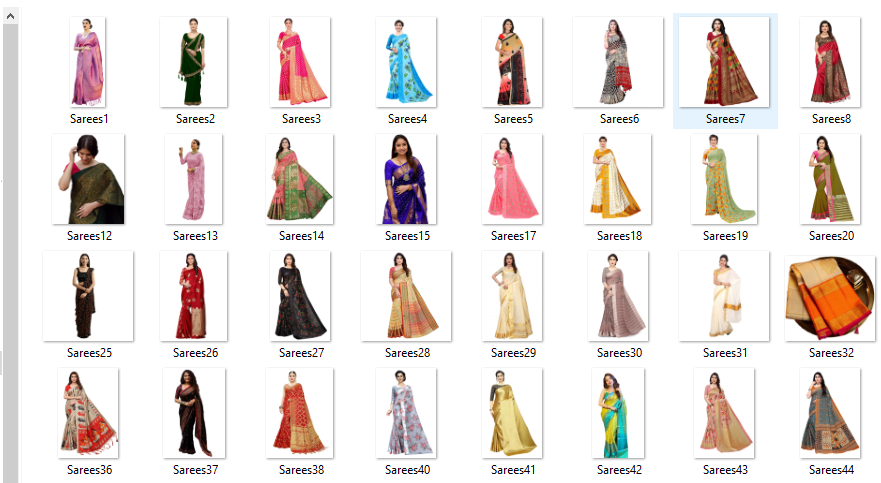 Sarees1 Sarees2 Sarees3 Sarees4 Sarees5 Sarees6 Sarees7 Sarees8
Sarees12 Sarees13 Sarees14 Sarees15 Sarees17 Sarees18 Sarees19 Sarees20
Sarees25 Sarees26 Sarees27 Sarees28 Sarees29 Sarees30 Sarees31 Sarees32
Sarees36 Sarees37 Sarees38 Sarees40 Sarees41 Sarees42 Sarees43 Sarees44